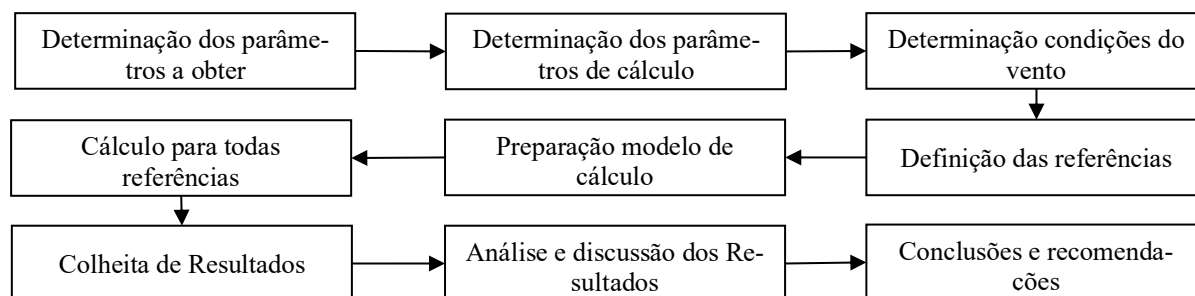 Determinação dos parâme-
tros a obter
Determinação dos parâme-
tros de cálculo
Determinação condições do
vento
Definição das referências
Preparação modelo de
cálculo
Cálculo para todas
referências
Colheita de Resultados
Análise e discussão dos Re-
sultados
Conclusões e recomenda-
ções